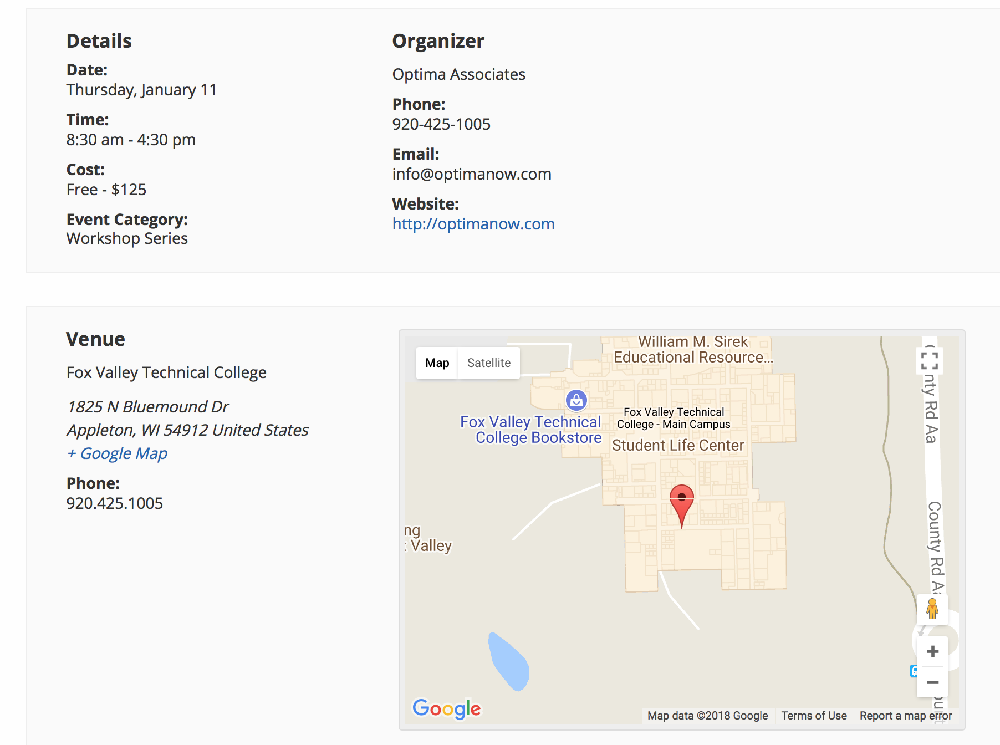 Details
Date:
Thursday, January 11
Time:
8:30 am - 4:30 pm
Cost:
Free - $125
Event Category:
Workshop Series
Organizer
Optima Associates
Phone:
920-425-1005
Email:
info@optimanow.com
Website:
http://optimanow.com
Venue
Fox Valley Technical College
1825 N Bluemound Dr
Appleton, WI 54912 United States
+ Google Map
Phone:
920.425.1005
Map
Satellite
William M. Sirek
Educational Resource...
Fox Valley Technical
College Bookstore
Fox Valley Technical
College - Main Campus
Student Life Center
nty Rd Aa
County Rd Aa
ng
Valley
Google
Map data ©2018 Google
Terms of Use
Report a map error